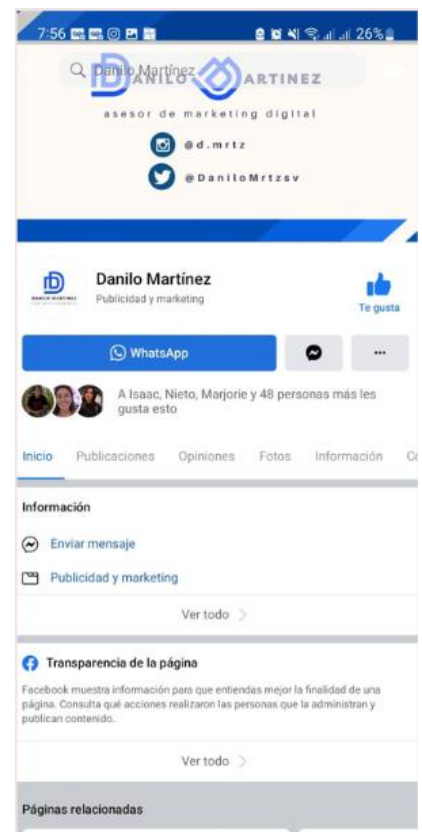 7:56 26%
Danilo Martínez
DANILO MARTINEZ
asesor de marketing digital
@d.mrtz
@DaniloMrtzsv
Danilo Martínez
Publicidad y marketing
Te gusta
WhatsApp
A Isaac, Nieto, Marjorie y 48 personas más les
gusta esto
Inicio Publicaciones Opiniones Fotos Información Co
Información
Enviar mensaje
Publicidad y marketing
Ver todo
Transparencia de la página
Facebook muestra información para que entiendas mejor la finalidad de una
página. Consulta qué acciones realizaron las personas que la administran y
publican contenido.
Ver todo
Páginas relacionadas